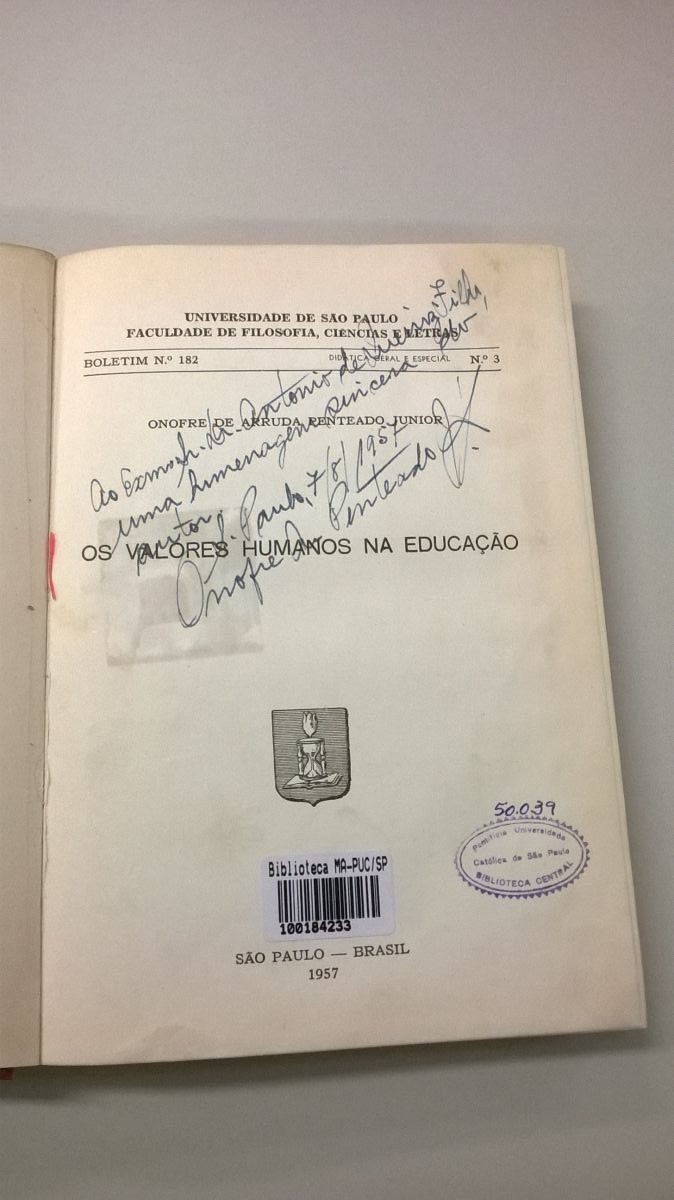 UNIVERSIDADE DE SÃO PAULO
FACULDADE DE FILOSOFIA, CIÊNCIAS E LETRAS
BOLETIM N.º 182 DIDÁTICA GERAL E ESPECIAL N.º 3
ONOFRE DE ARRUDA PENTEADO JUNIOR
Ao Exmo. Sr. Dr. Antonio de Queiroz Filho,
uma homenagem sincera do
autor.
S. Paulo, 7/8/1957
Onofre A. Penteado Jr.
OS VALORES HUMANOS NA EDUCAÇÃO
50.039
Pontifícia Universidade
Católica de São Paulo
BIBLIOTECA CENTRAL
Biblioteca MA-PUC/SP
100184233
SÃO PAULO — BRASIL
1957